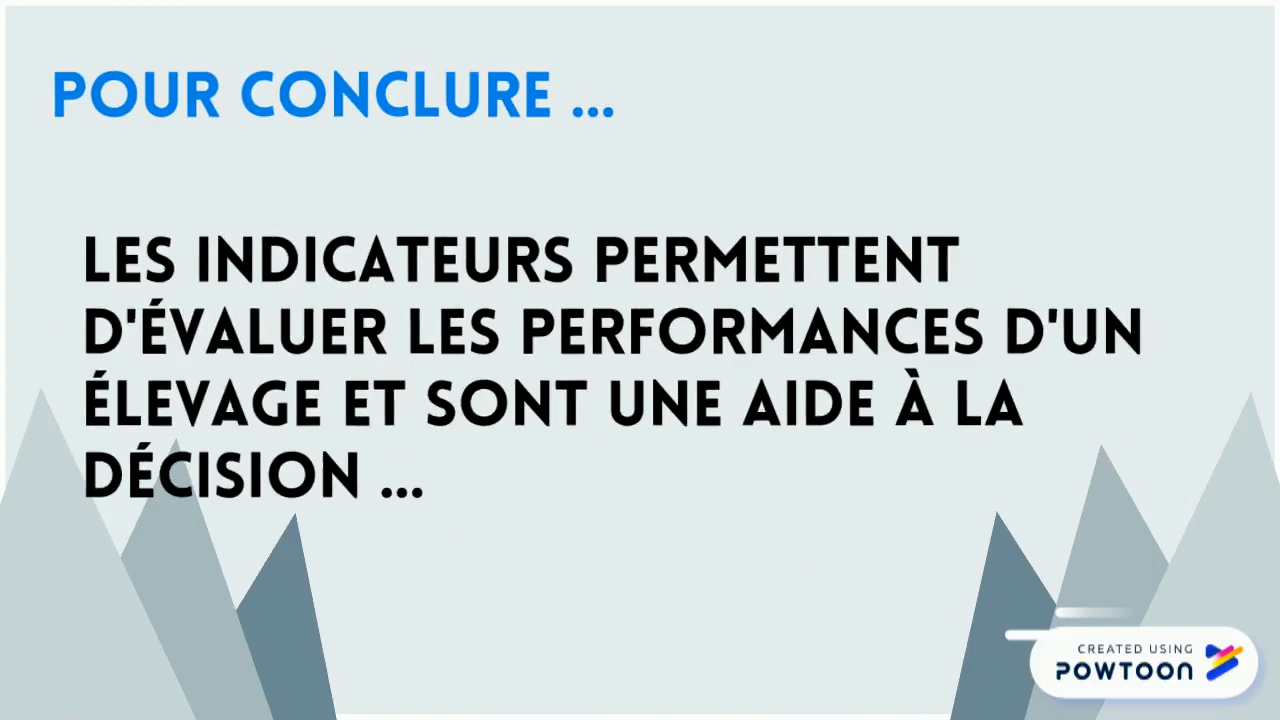 POUR CONCLURE ...
LES INDICATEURS PERMETTENT
D'ÉVALUER LES PERFORMANCES D'UN
ÉLEVAGE ET SONT UNE AIDE À LA
DÉCISION ...
CREATED USING
POWTOON